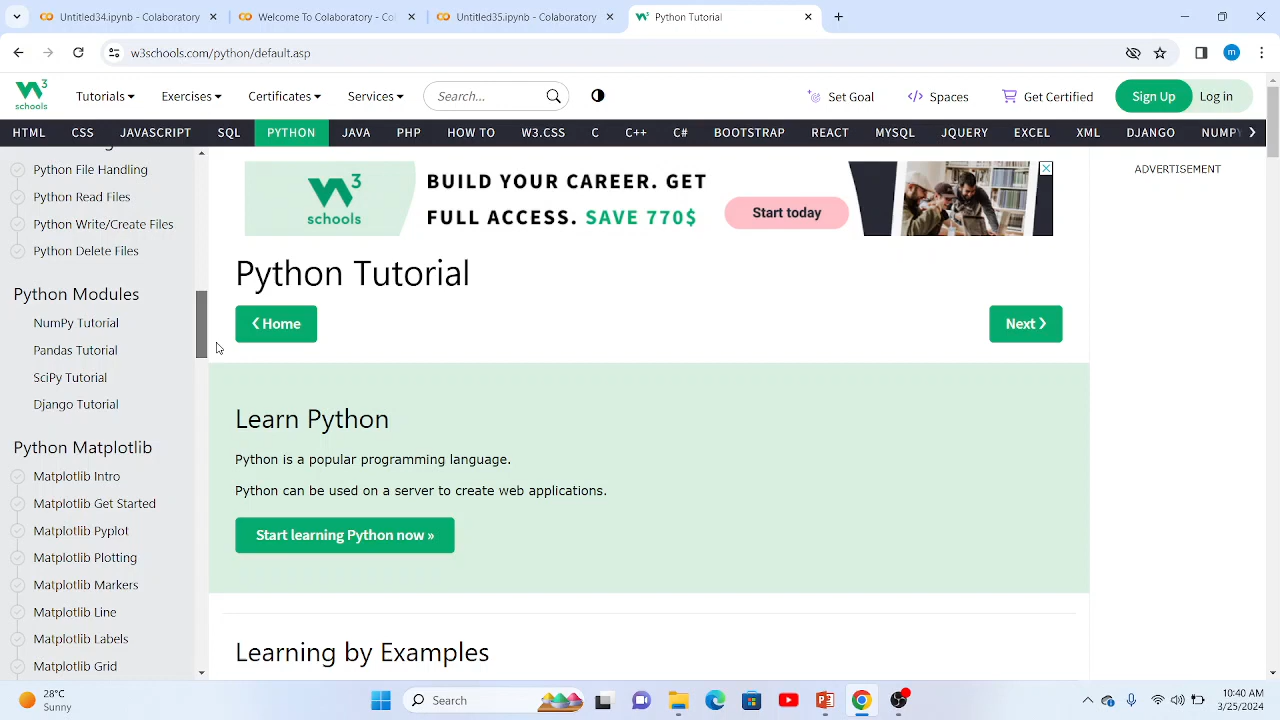 Untitled34.ipynb - Colaboratory
Welcome To Colaboratory - Co
Untitled35.ipynb - Colaboratory
Python Tutorial
w3schools.com/python/default.asp
m
W 3
schools
Tutorials
Exercises
Certificates
Services
Search...
Set Goal
Spaces
Get Certified
Sign Up
Log in
HTML CSS JAVASCRIPT SQL PYTHON JAVA PHP HOW TO W3.CSS C C++ C# BOOTSTRAP REACT MYSQL JQUERY EXCEL XML DJANGO NUMPY
Python File Handling
Python Read Files
Python Write/Create Files
Python Delete Files
Python Modules
NumPy Tutorial
Pandas Tutorial
SciPy Tutorial
Django Tutorial
Python Matplotlib
Matplotlib Intro
Matplotlib Get Started
Matplotlib Pyplot
Matplotlib Plotting
Matplotlib Markers
Matplotlib Line
Matplotlib Labels
Matplotlib Grid
W 3
schools
BUILD YOUR CAREER. GET
FULL ACCESS. SAVE 770$
Start today
ADVERTISEMENT
Python Tutorial
❮ Home
Next ❯
Learn Python
Python is a popular programming language.
Python can be used on a server to create web applications.
Start learning Python now »
Learning by Examples
28°C
Sunny
Search
10:40 AM
3/25/2024